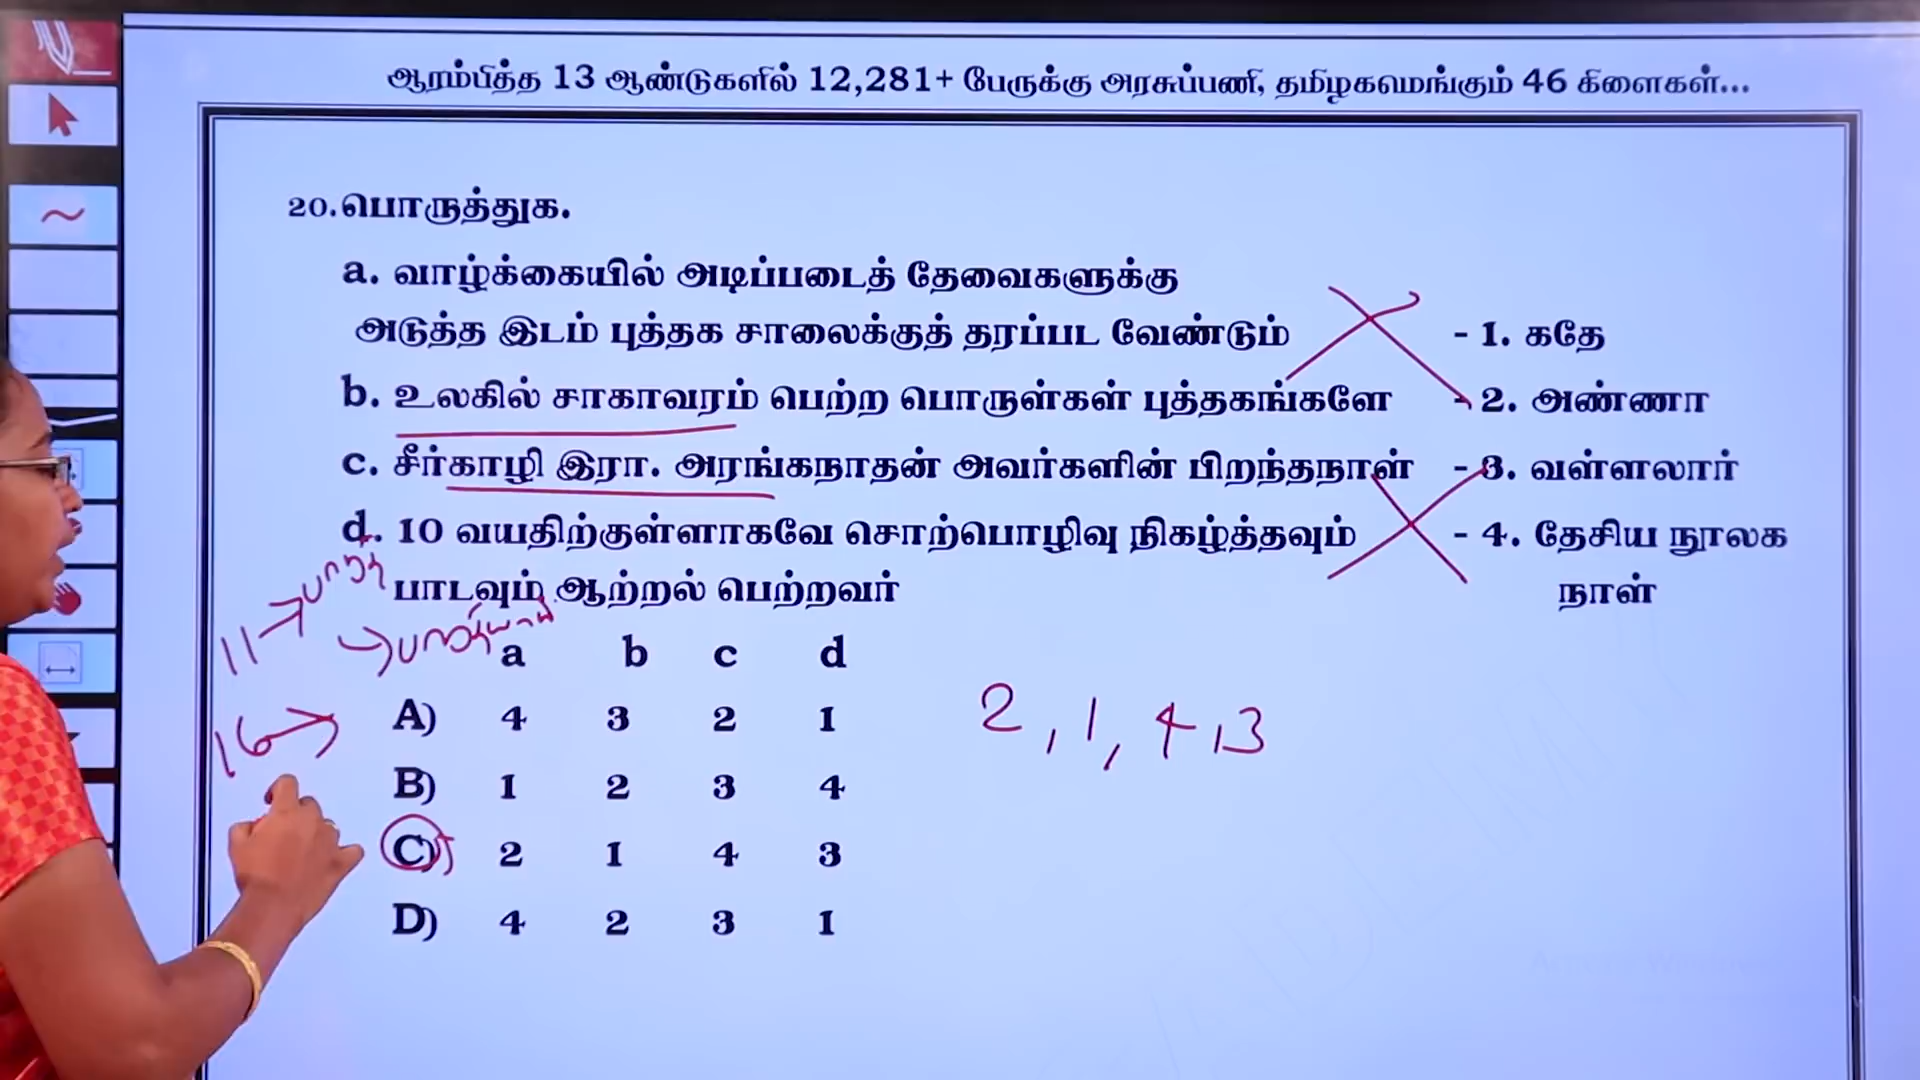 ஆரம்பித்த 13 ஆண்டுகளில் 12,281+ பேருக்கு அரசுப்பணி, தமிழகமெங்கும் 46 கிளைகள்...
20.பொருத்துக.
a. வாழ்க்கையில் அடிப்படைத் தேவைகளுக்கு
அடுத்த இடம் புத்தக சாலைக்குத் தரப்பட வேண்டும் - 1. கதே
b. உலகில் சாகாவரம் பெற்ற பொருள்கள் புத்தகங்களே - 2. அண்ணா
c. சீர்காழி இரா. அரங்கநாதன் அவர்களின் பிறந்தநாள் - 3. வள்ளலார்
d. 10 வயதிற்குள்ளாகவே சொற்பொழிவு நிகழ்த்தவும் - 4. தேசிய நூலக
பாடவும் ஆற்றல் பெற்றவர் நாள்
11
a b c d
16
A) 4 3 2 1
2, 1, 4, 3
B) 1 2 3 4
C) 2 1 4 3
D) 4 2 3 1